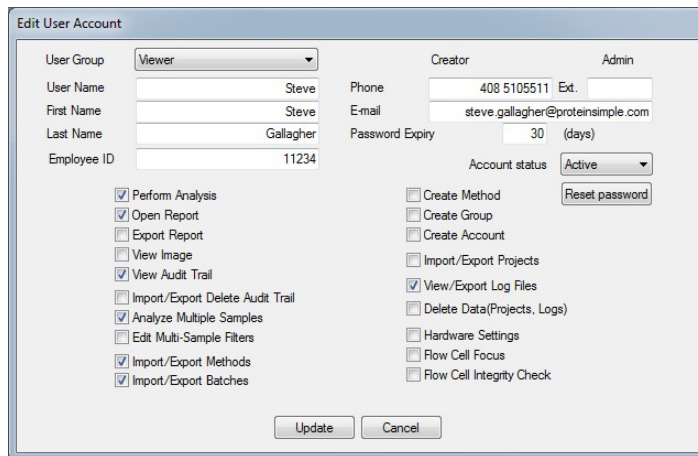 Edit User Account
User Group Viewer Creator Admin
User Name Steve Phone 408 5105511 Ext.
First Name Steve E-mail steve.gallagher@proteinsimple.com
Last Name Gallagher Password Expiry 30 (days)
Employee ID 11234 Account status Active
Perform Analysis Create Method Reset password
Open Report Create Group
Export Report Create Account
View Image Import/Export Projects
View Audit Trail View/Export Log Files
Import/Export Delete Audit Trail Delete Data(Projects, Logs)
Analyze Multiple Samples
Edit Multi-Sample Filters Hardware Settings
Import/Export Methods Flow Cell Focus
Import/Export Batches Flow Cell Integrity Check
Update Cancel